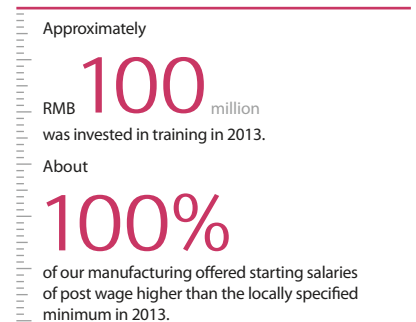 Approximately
RMB 100 million
was invested in training in 2013.
About
100%
of our manufacturing offered starting salaries
of post wage higher than the locally specified
minimum in 2013.